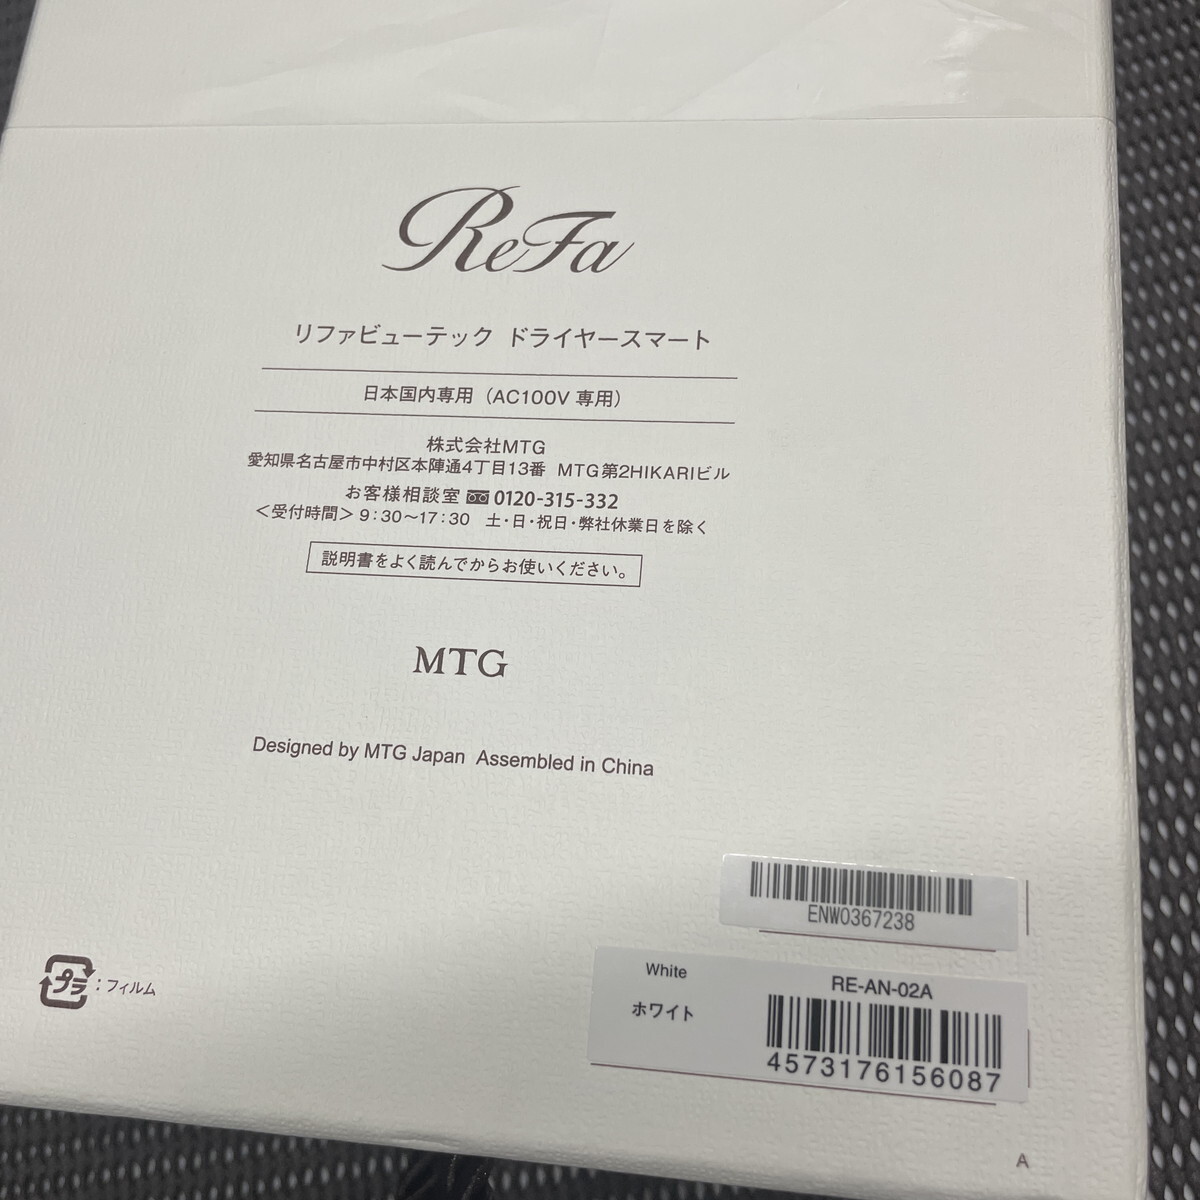 ReFa
リファビューテック ドライヤースマート
日本国内専用（AC100V 専用）
株式会社MTG
愛知県名古屋市中村区本陣通4丁目13番 MTG第2HIKARIビル
お客様相談室 0120-315-332
＜受付時間＞9：30〜17：30 土・日・祝日・弊社休業日を除く
説明書をよく読んでからお使いください。
MTG
Designed by MTG Japan Assembled in China
ENW0367238
プラ：フィルム
White
ホワイト
RE-AN-02A
4573176156087
A